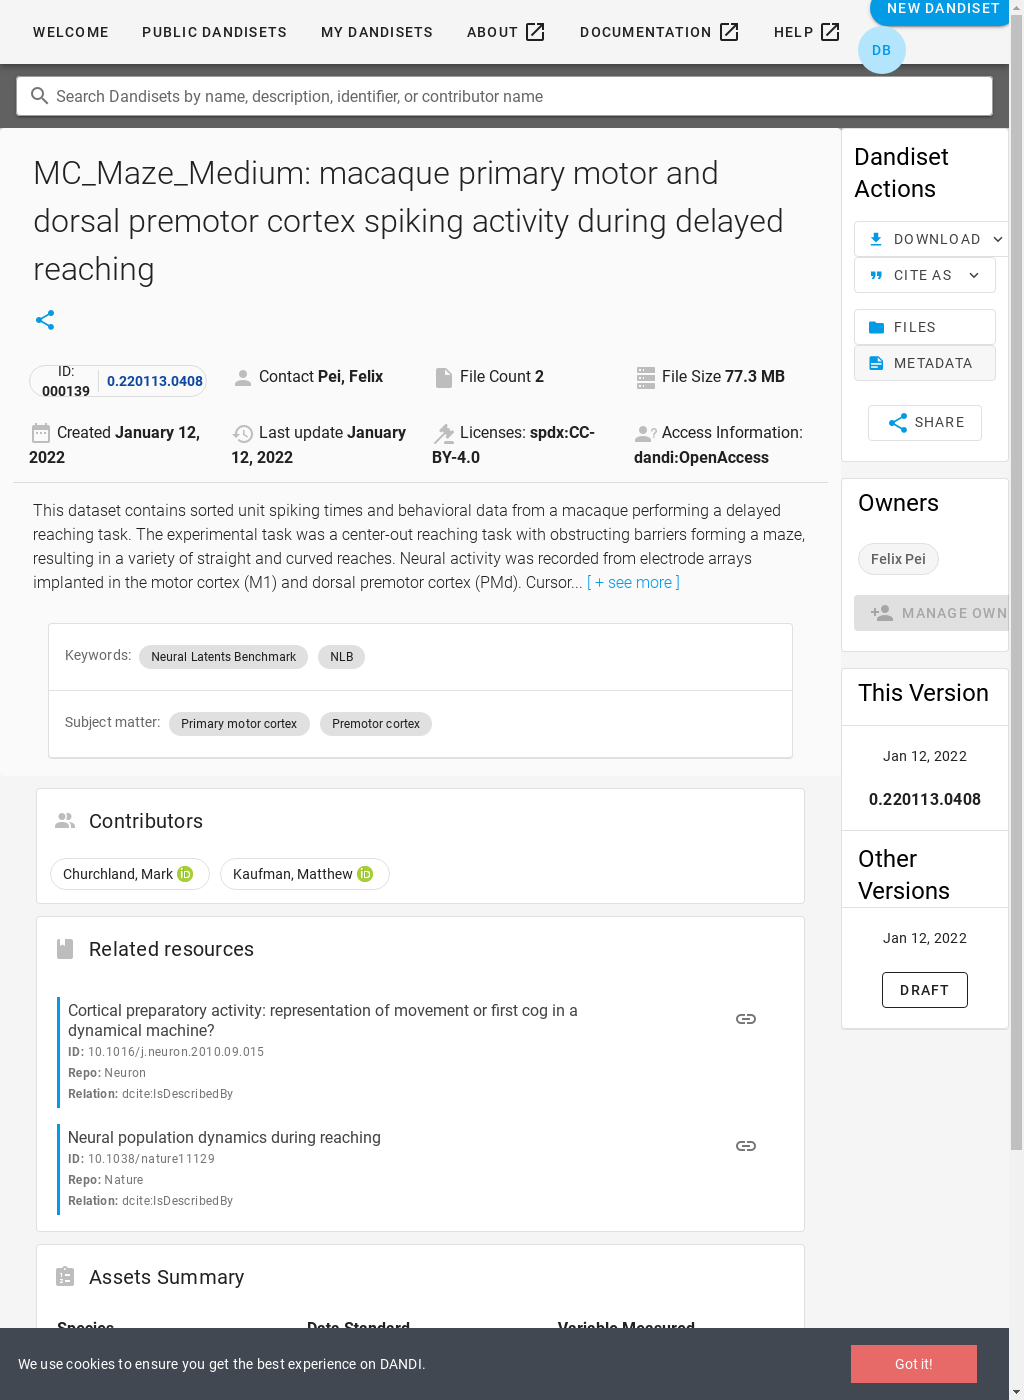 WELCOME PUBLIC DANDISETS MY DANDISETS ABOUT DOCUMENTATION HELP NEW DANDISET
DB
Search Dandisets by name, description, identifier, or contributor name
MC_Maze_Medium: macaque primary motor and
dorsal premotor cortex spiking activity during delayed
reaching
ID:
000139
0.220113.0408
Contact Pei, Felix
File Count 2
File Size 77.3 MB
Created January 12,
2022
Last update January
12, 2022
Licenses: spdx:CC-
BY-4.0
Access Information:
dandi:OpenAccess
This dataset contains sorted unit spiking times and behavioral data from a macaque performing a delayed
reaching task. The experimental task was a center-out reaching task with obstructing barriers forming a maze,
resulting in a variety of straight and curved reaches. Neural activity was recorded from electrode arrays
implanted in the motor cortex (M1) and dorsal premotor cortex (PMd). Cursor... [ + see more ]
Keywords: Neural Latents Benchmark NLB
Subject matter: Primary motor cortex Premotor cortex
Contributors
Churchland, Mark iD Kaufman, Matthew iD
Related resources
Cortical preparatory activity: representation of movement or first cog in a
dynamical machine?
ID: 10.1016/j.neuron.2010.09.015
Repo: Neuron
Relation: dcite:IsDescribedBy
Neural population dynamics during reaching
ID: 10.1038/nature11129
Repo: Nature
Relation: dcite:IsDescribedBy
Assets Summary
Species Data Standard Variable Measured
Dandiset
Actions
DOWNLOAD
CITE AS
FILES
METADATA
SHARE
Owners
Felix Pei
MANAGE OWN
This Version
Jan 12, 2022
0.220113.0408
Other
Versions
Jan 12, 2022
DRAFT
We use cookies to ensure you get the best experience on DANDI.
Got it!